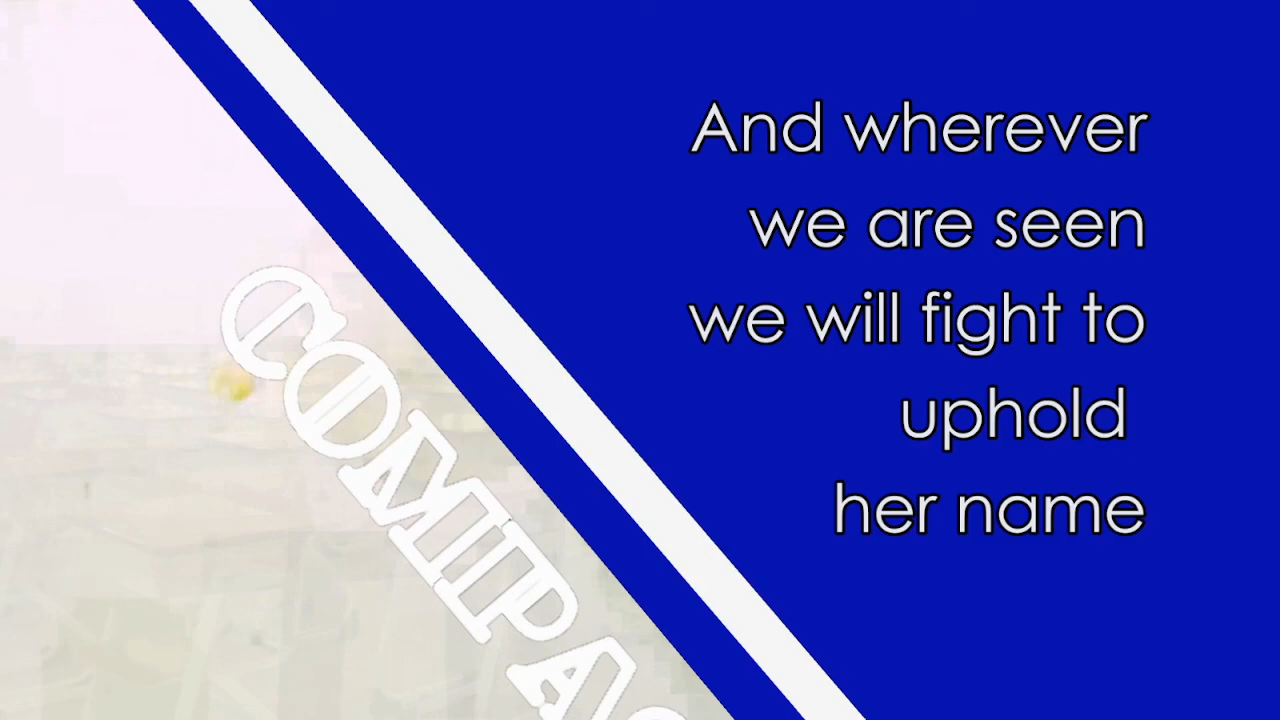 And wherever
we are seen
we will fight to
uphold
her name
COMPA